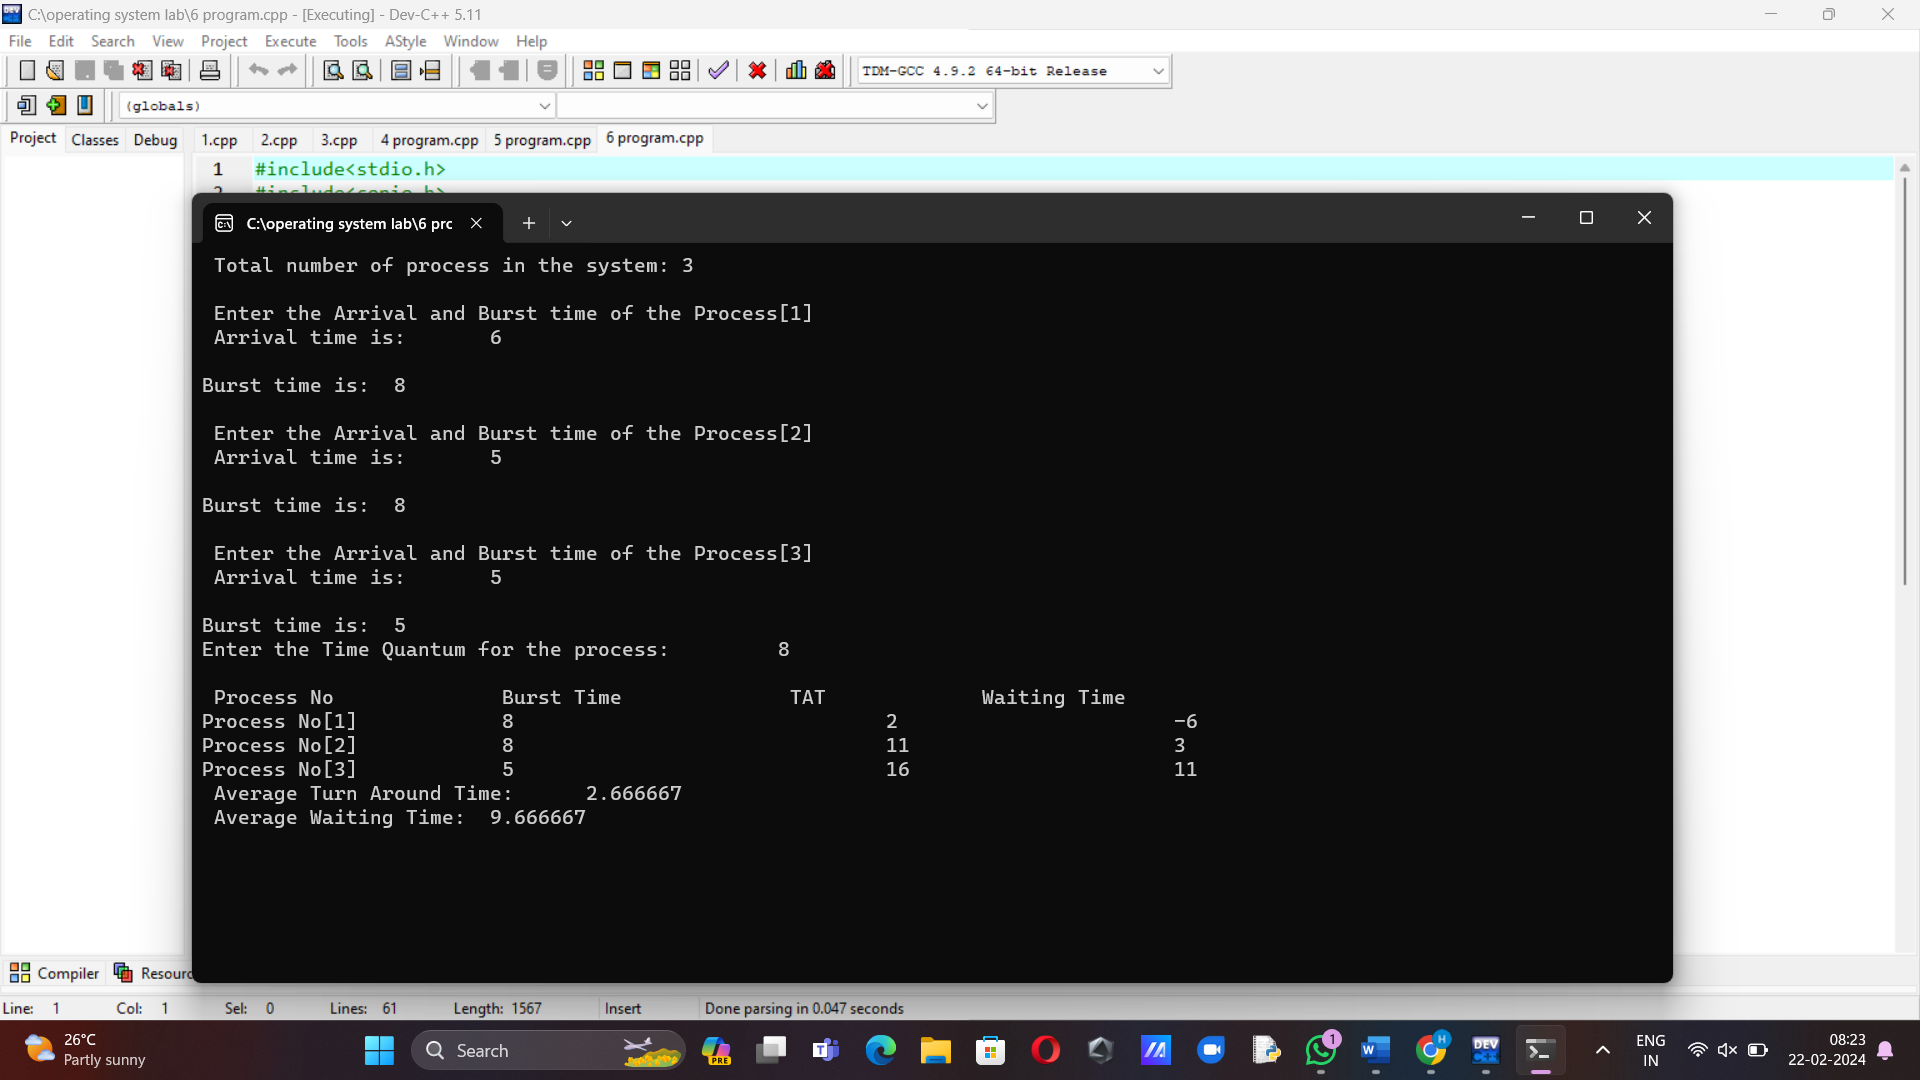 C:\operating system lab\6 program.cpp - [Executing] - Dev-C++ 5.11
File Edit Search View Project Execute Tools AStyle Window Help
TDM-GCC 4.9.2 64-bit Release
(globals)
Project Classes Debug 1.cpp 2.cpp 3.cpp 4 program.cpp 5 program.cpp 6 program.cpp
1 #include<stdio.h>
2 #include<conio.h>
C:\operating system lab\6 prc
Total number of process in the system: 3
Enter the Arrival and Burst time of the Process[1]
Arrival time is: 6
Burst time is: 8
Enter the Arrival and Burst time of the Process[2]
Arrival time is: 5
Burst time is: 8
Enter the Arrival and Burst time of the Process[3]
Arrival time is: 5
Burst time is: 5
Enter the Time Quantum for the process: 8
Process No Burst Time TAT Waiting Time
Process No[1] 8 2 -6
Process No[2] 8 11 3
Process No[3] 5 16 11
Average Turn Around Time: 2.666667
Average Waiting Time: 9.666667
Compiler Resourc
Line: 1 Col: 1 Sel: 0 Lines: 61 Length: 1567 Insert Done parsing in 0.047 seconds
26°C
Partly sunny
Search
PRE
1
H
DEV
ENG
IN
08:23
22-02-2024